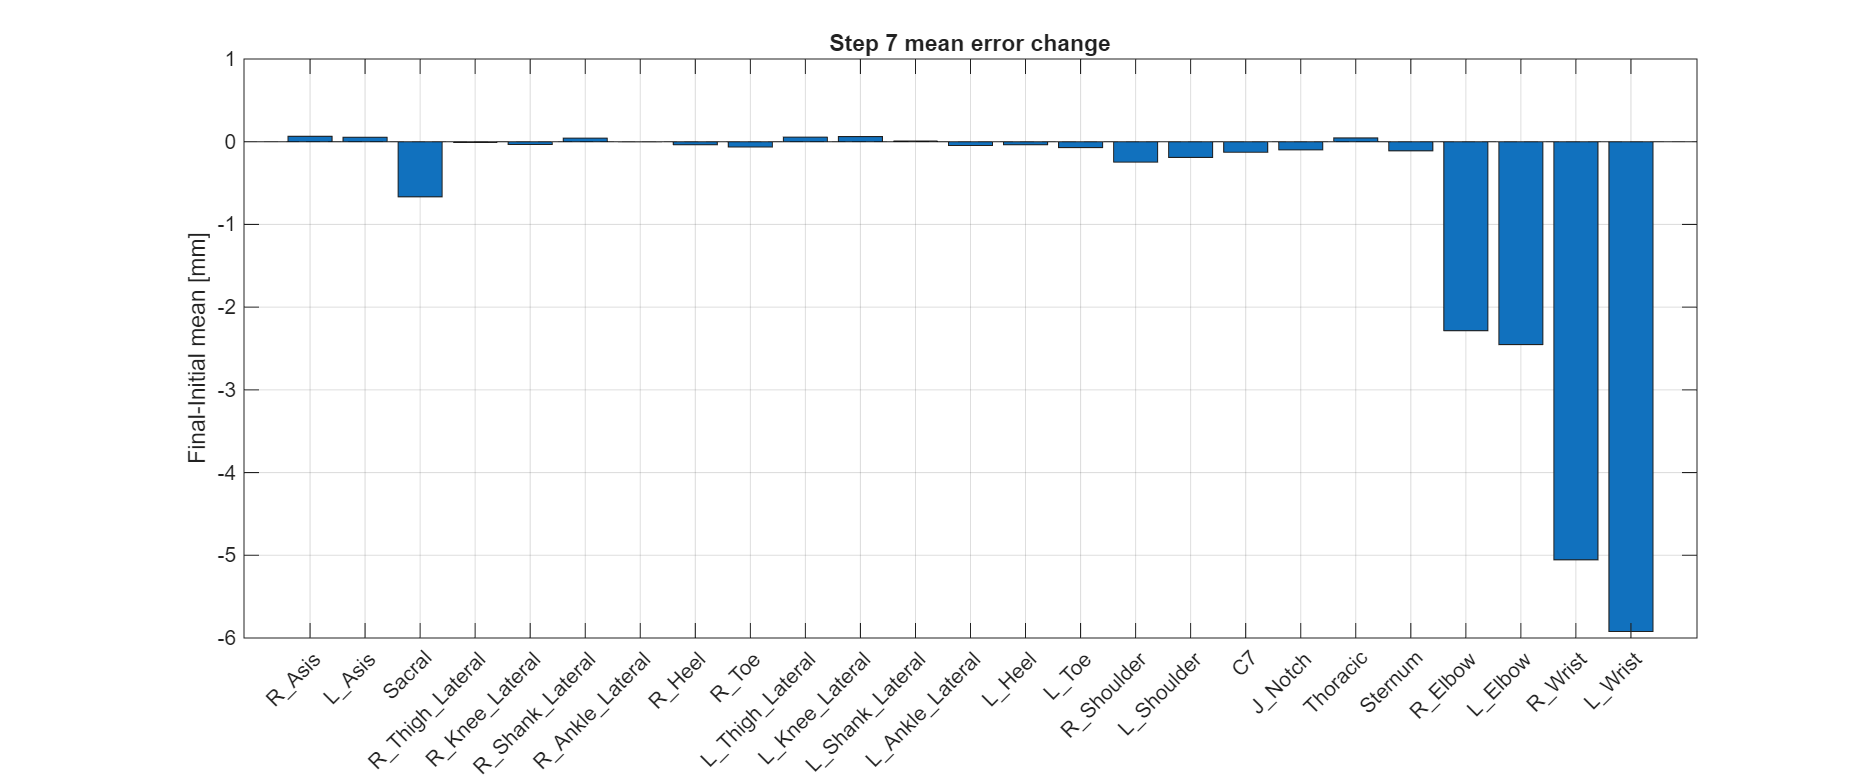 Step 7 mean error change
Final-Initial mean [mm]
1
0
-1
-2
-3
-4
-5
-6
R_Asis
L_Asis
Sacral
R_Thigh_Lateral
R_Knee_Lateral
R_Shank_Lateral
R_Ankle_Lateral
R_Heel
R_Toe
L_Thigh_Lateral
L_Knee_Lateral
L_Shank_Lateral
L_Ankle_Lateral
L_Heel
L_Toe
R_Shoulder
L_Shoulder
C7
J_Notch
Thoracic
Sternum
R_Elbow
L_Elbow
R_Wrist
L_Wrist